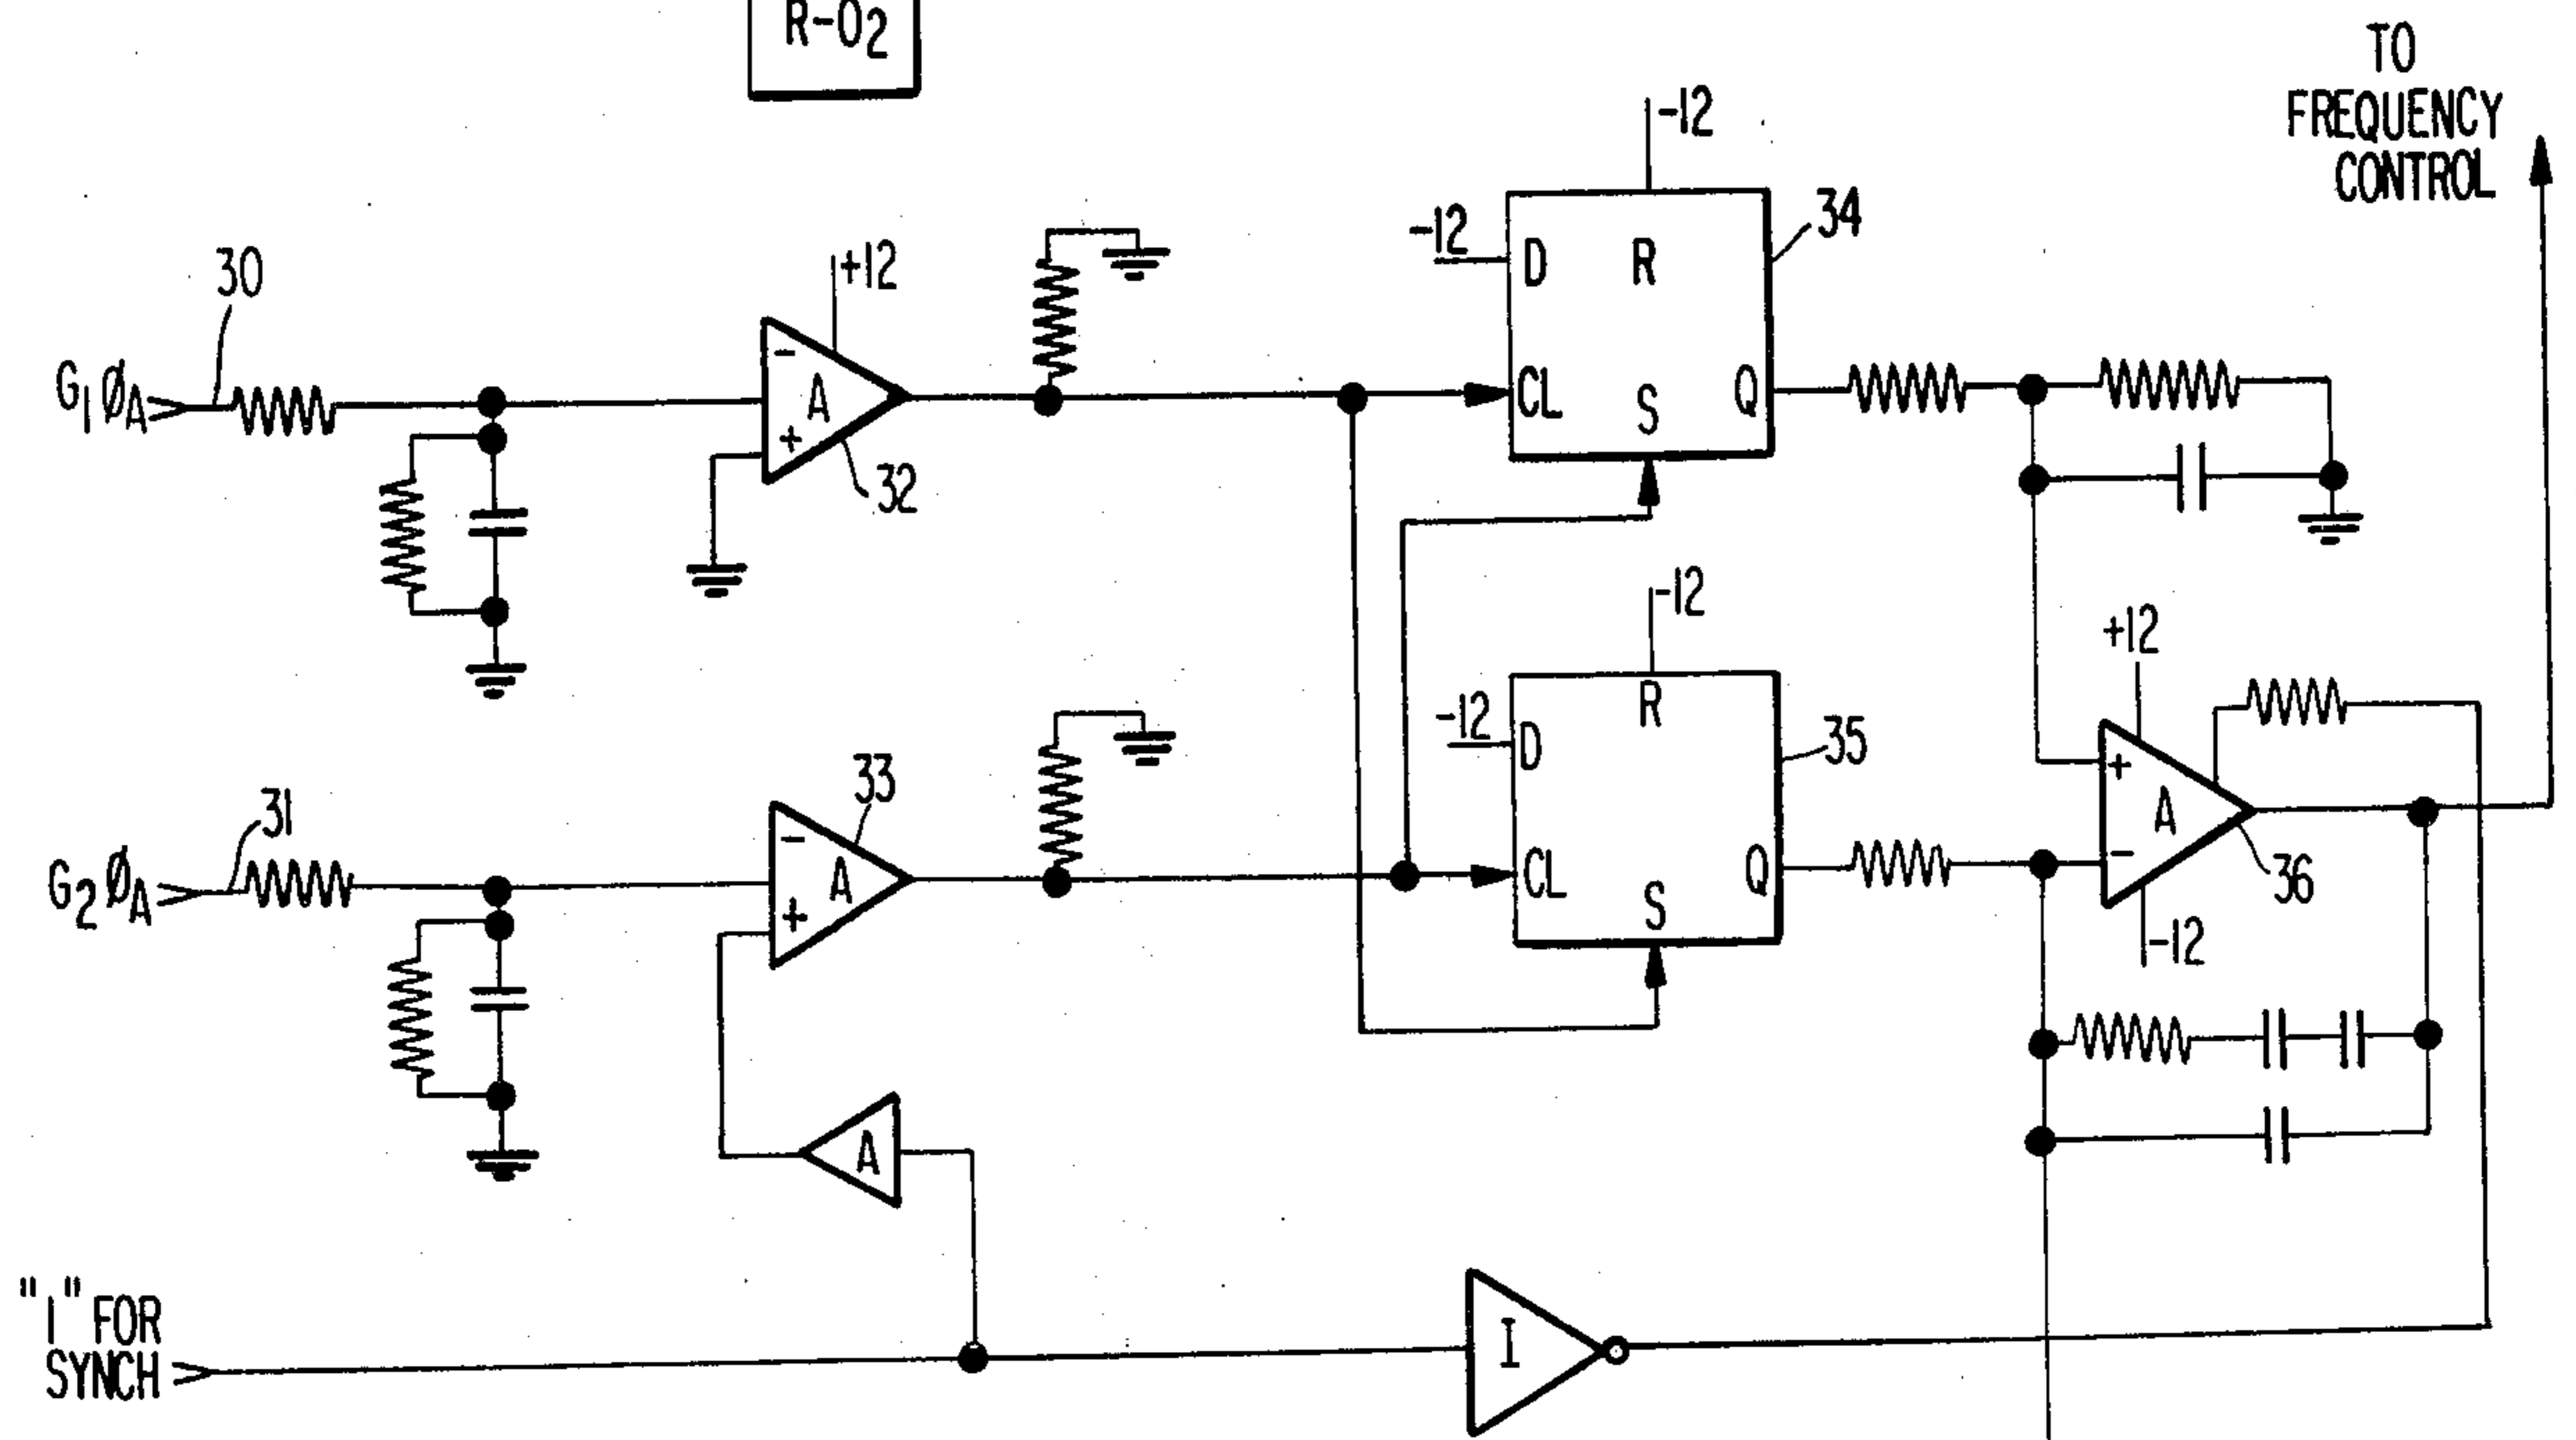 R-O2
TO
FREQUENCY
CONTROL
-12
34
-12
D
R
30
+12
G1 ØA
-
A
+
32
CL
S
Q
-12
+12
R
-12
D
35
33
31
+
A
-
36
G2 ØA
-
A
+
CL
S
Q
-12
A
"1" FOR
SYNCH
I